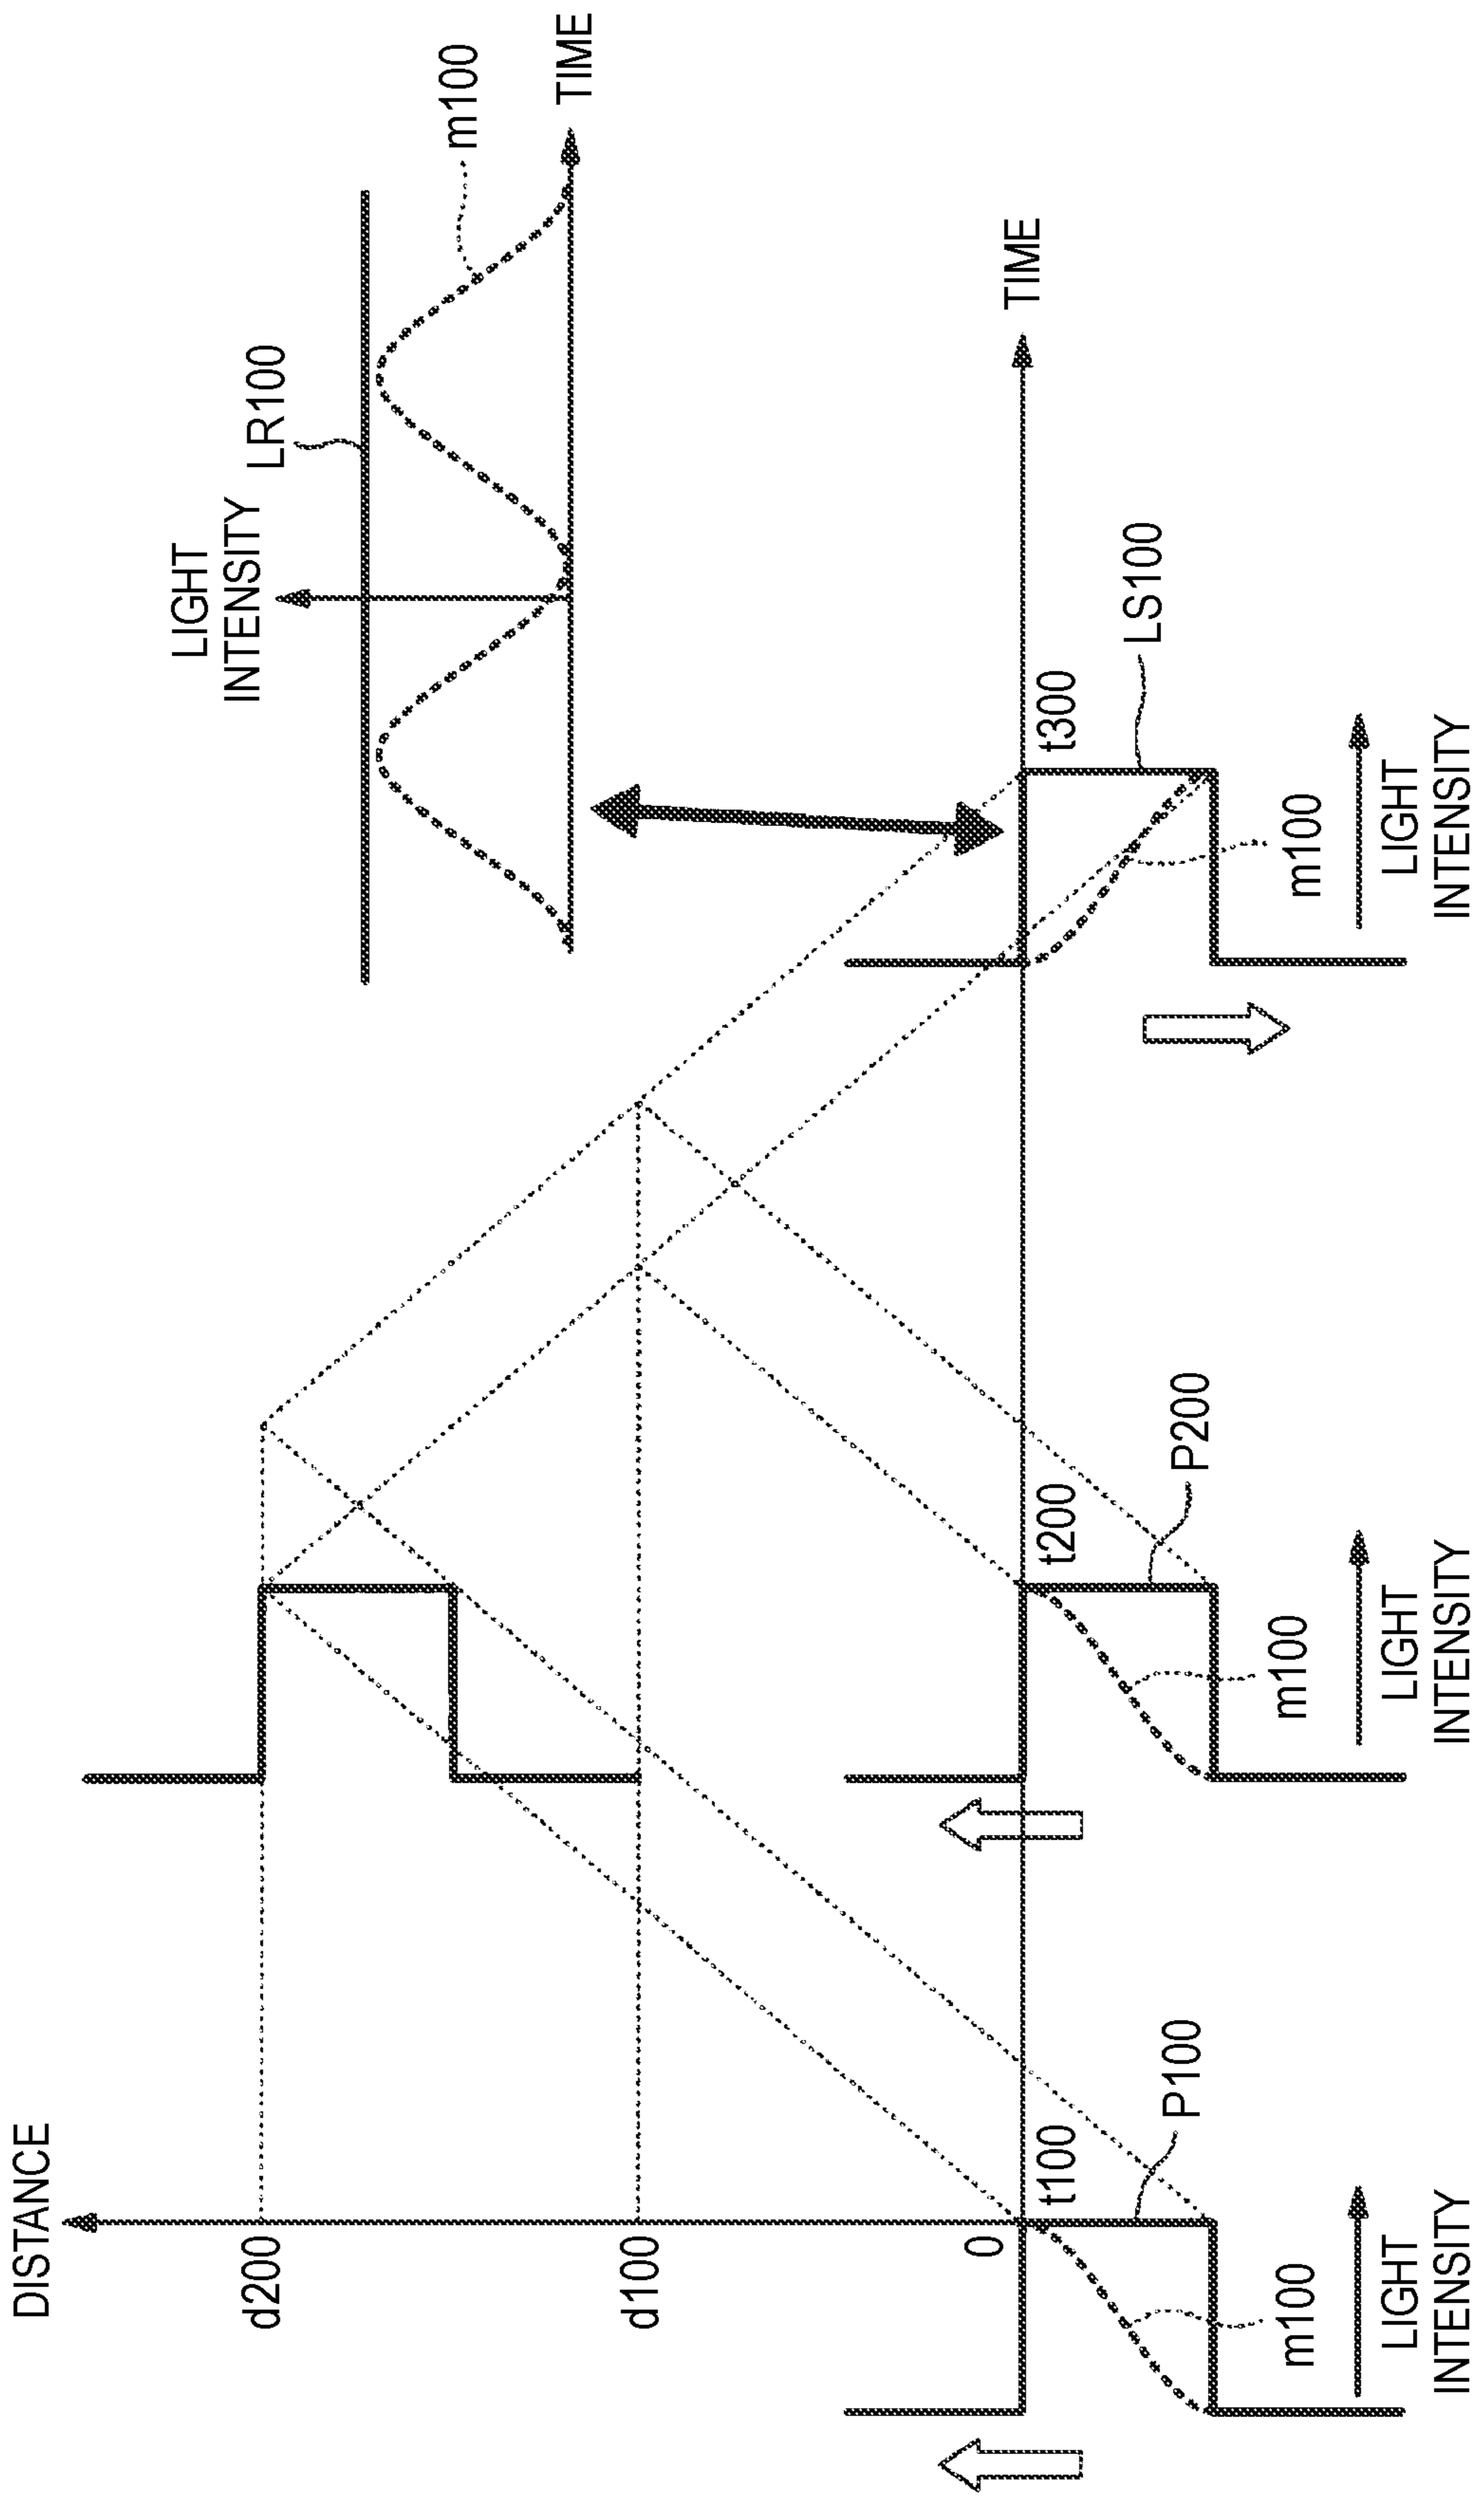 DISTANCE
d200
d100
0
t100
P100
m100
LIGHT
INTENSITY
t200
P200
m100
LIGHT
INTENSITY
t300
LS100
m100
LIGHT
INTENSITY
TIME
LIGHT
INTENSITY
LR100
m100
TIME